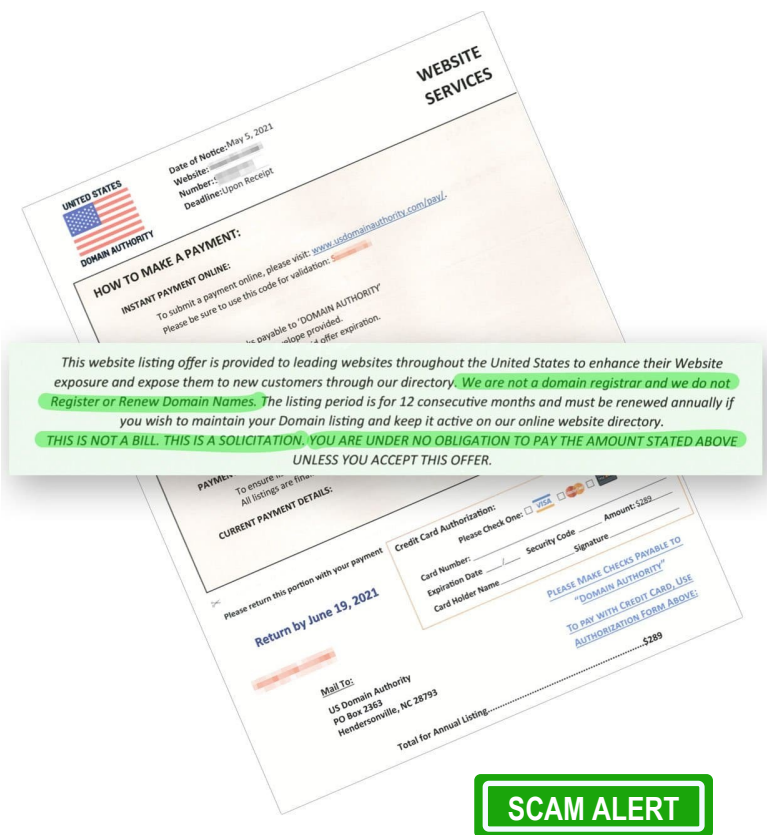 WEBSITE
SERVICES
UNITED STATES
DOMAIN AUTHORITY
Date of Notice:May 5, 2021
Website:
Number:
Deadline:Upon Receipt
HOW TO MAKE A PAYMENT:
INSTANT PAYMENT ONLINE:
To submit a payment online, please visit: www.usdomainauthority.com/pay/.
Please be sure to use this code for validation: S
payable to 'DOMAIN AUTHORITY'
provided.
offer expiration.
This website listing offer is provided to leading websites throughout the United States to enhance their Website
exposure and expose them to new customers through our directory. We are not a domain registrar and we do not
Register or Renew Domain Names. The listing period is for 12 consecutive months and must be renewed annually if
you wish to maintain your Domain listing and keep it active on our online website directory.
THIS IS NOT A BILL. THIS IS A SOLICITATION. YOU ARE UNDER NO OBLIGATION TO PAY THE AMOUNT STATED ABOVE
UNLESS YOU ACCEPT THIS OFFER.
To ensure
All listings are
CURRENT PAYMENT DETAILS:
Please return this portion with your payment
Return by June 19, 2021
Credit Card Authorization:
Please Check One: VISA
Card Number: Amount: $289
Expiration Date / Security Code
Card Holder Name Signature
PLEASE MAKE CHECKS PAYABLE TO
"DOMAIN AUTHORITY"
TO PAY WITH CREDIT CARD, USE
AUTHORIZATION FORM ABOVE:
Mail To:
US Domain Authority
PO Box 2363
Hendersonville, NC 28793
Total for Annual Listing..........$289
SCAM ALERT